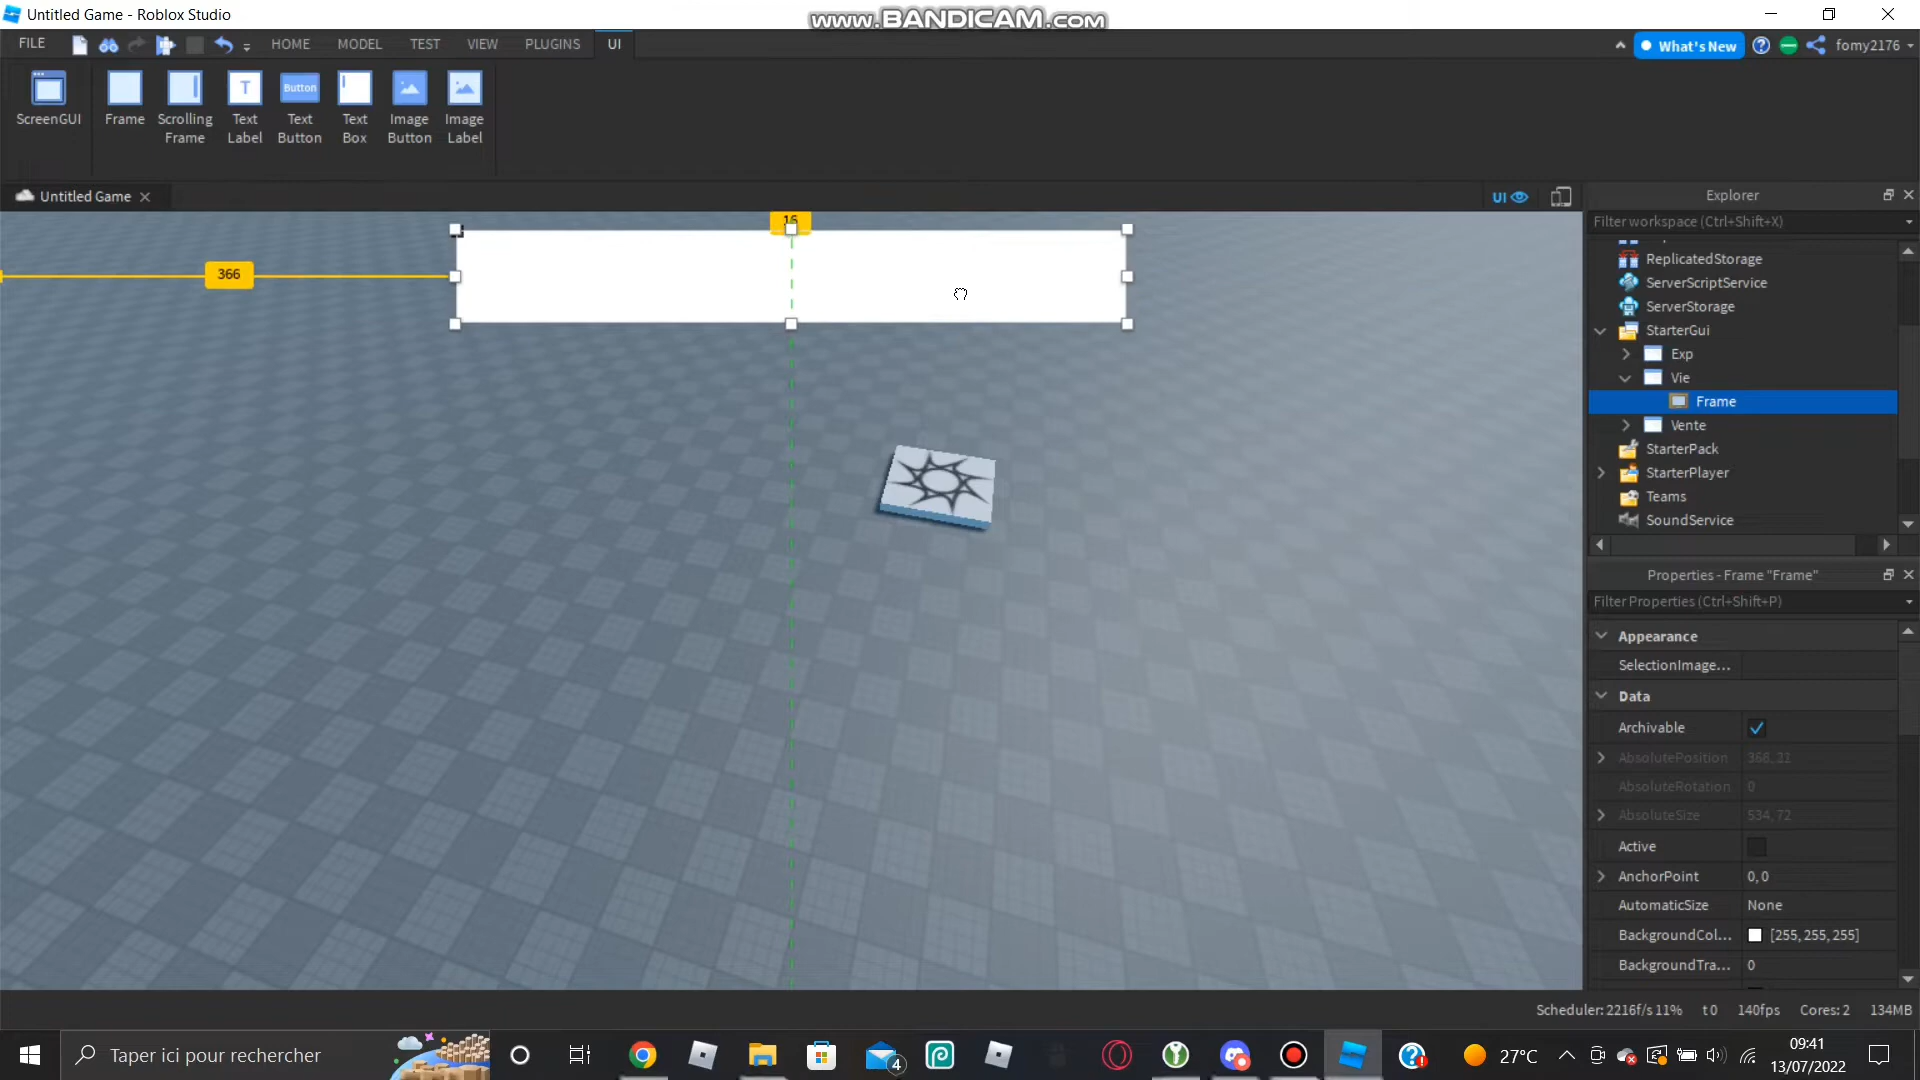 Untitled Game - Roblox Studio
www.BANDICAM.com
FILE HOME MODEL TEST VIEW PLUGINS UI
What's New
fomy2176
ScreenGUI
Frame
Scrolling Frame
T
Text Label
Button
Text Button
Text Box
Image Button
Image Label
Untitled Game
UI
Explorer
Filter workspace (Ctrl+Shift+X)
16
366
ReplicatedStorage
ServerScriptService
ServerStorage
StarterGui
Exp
Vie
Frame
Vente
StarterPack
StarterPlayer
Teams
SoundService
Properties - Frame "Frame"
Filter Properties (Ctrl+Shift+P)
Appearance
SelectionImage...
Data
Archivable
AbsolutePosition 366, 22
AbsoluteRotation 0
AbsoluteSize 534, 72
Active
AnchorPoint 0, 0
AutomaticSize None
BackgroundCol... [255, 255, 255]
BackgroundTra... 0
Scheduler: 2216f/s 11% t 0 140fps Cores: 2 134MB
Taper ici pour rechercher
4
27°C
09:41
13/07/2022